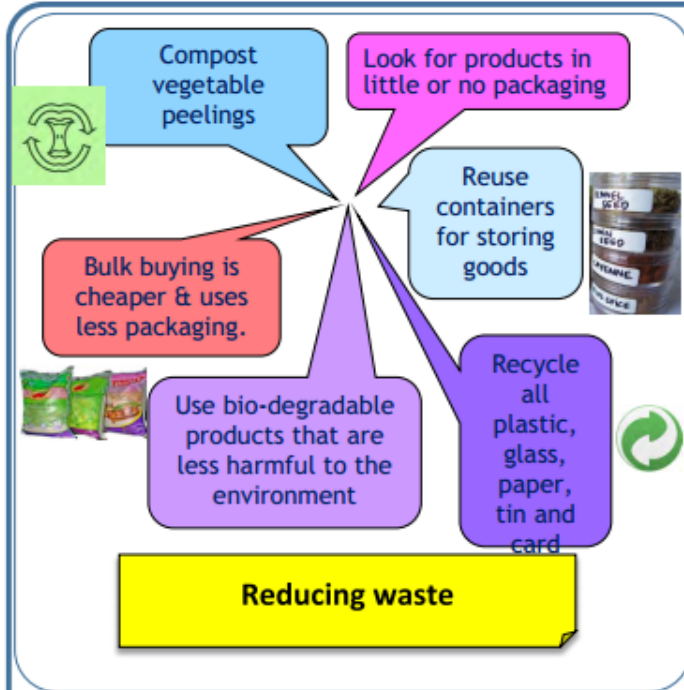 Compost
vegetable
peelings
Look for products in
little or no packaging
Reuse
containers
for storing
goods
SEED
SEED
Bulk buying is
cheaper & uses
less packaging.
Use bio-degradable
products that are
less harmful to the
environment
Recycle
all
plastic,
glass,
paper,
tin and
card
Reducing waste